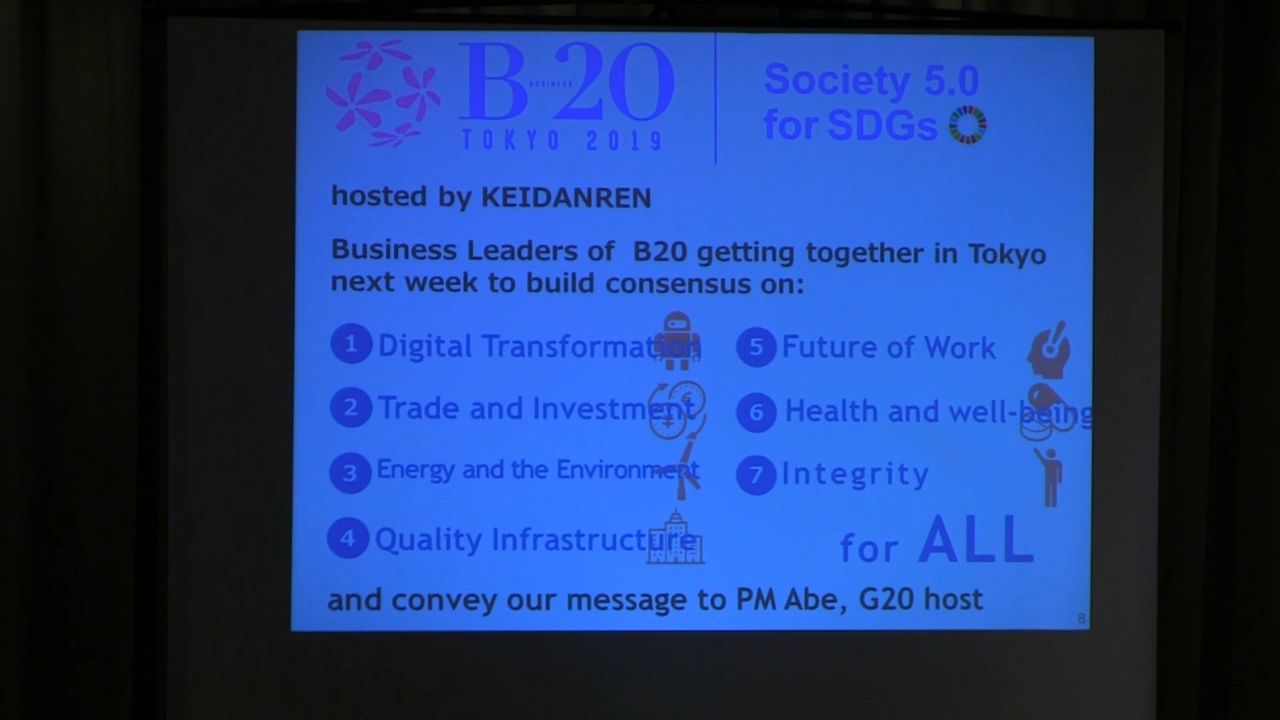 B20
BUSINESS
TOKYO 2019
Society 5.0
for SDGs
hosted by KEIDANREN
Business Leaders of B20 getting together in Tokyo
next week to build consensus on:
1 Digital Transformation
2 Trade and Investment
3 Energy and the Environment
4 Quality Infrastructure
5 Future of Work
6 Health and well-being
7 Integrity
for ALL
and convey our message to PM Abe, G20 host
8